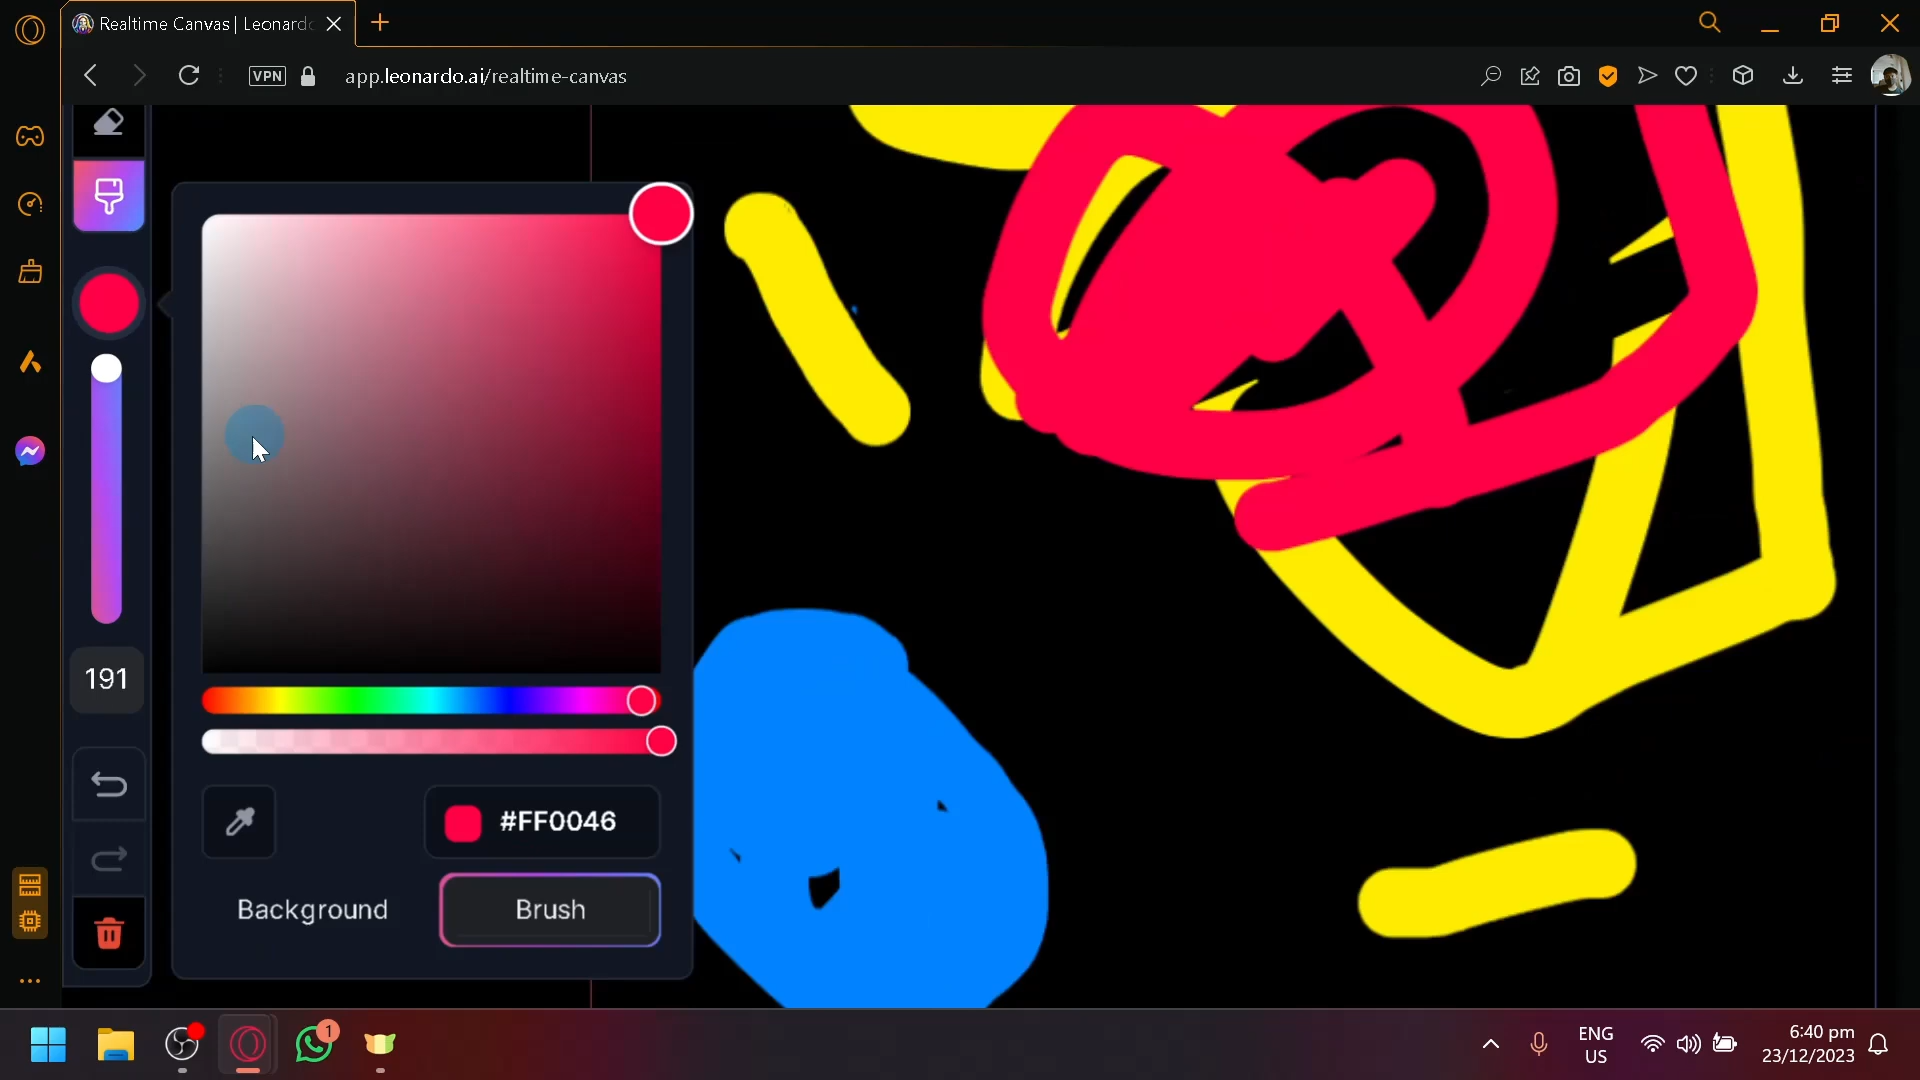 Realtime Canvas | Leonardo
VPN
app.leonardo.ai/realtime-canvas
191
#FF0046
Background
Brush
1
ENG
US
6:40 pm
23/12/2023